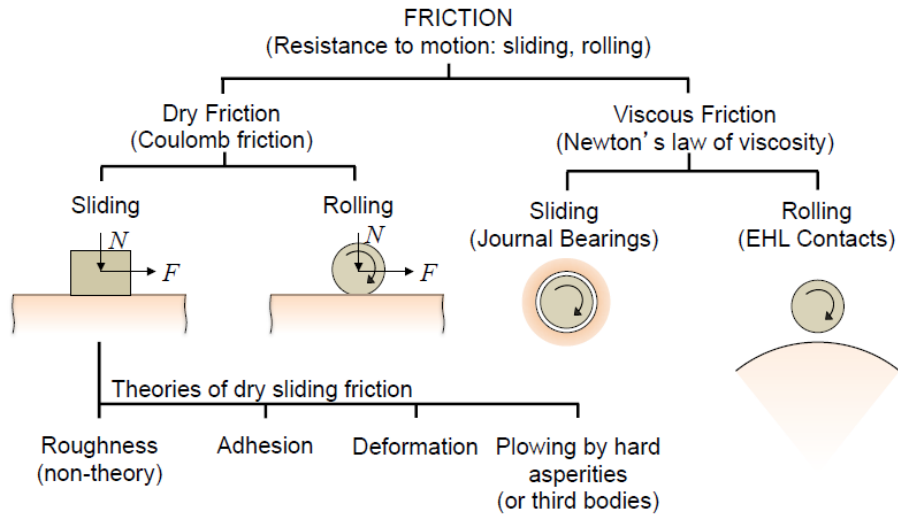 FRICTION
(Resistance to motion: sliding, rolling)
Dry Friction
(Coulomb friction)
Viscous Friction
(Newton's law of viscosity)
Sliding
N
F
Rolling
N
F
Sliding
(Journal Bearings)
Rolling
(EHL Contacts)
Theories of dry sliding friction
Roughness
(non-theory)
Adhesion
Deformation
Plowing by hard
asperities
(or third bodies)